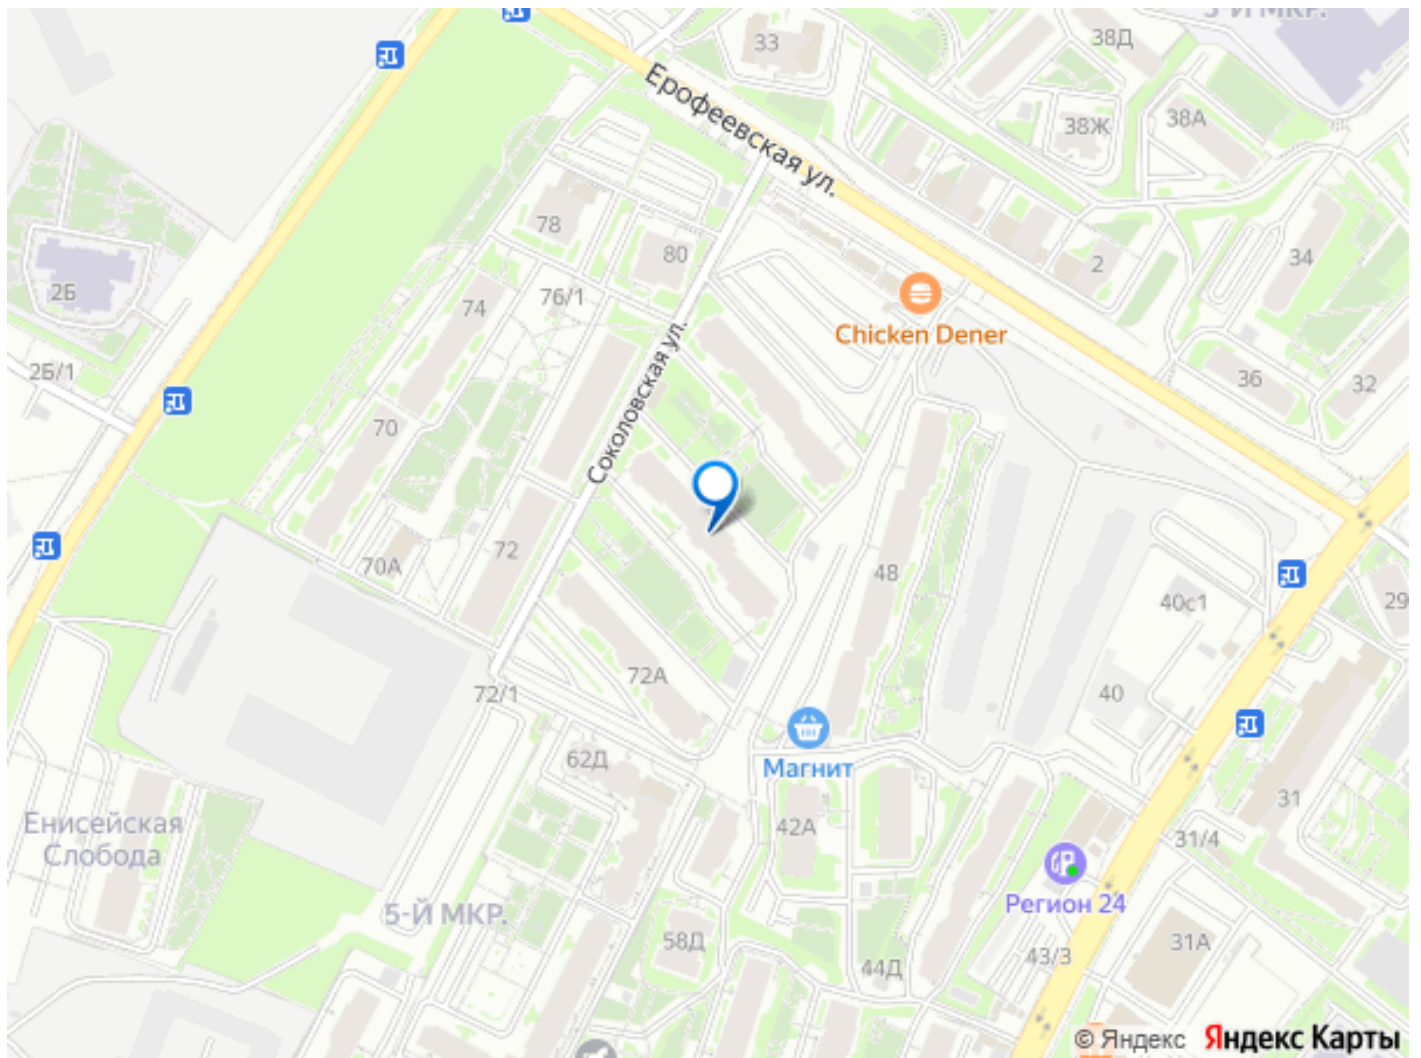 5-Й МКР.
33
38Д
Ерофеевская ул.
38Ж
38А
78
80
2
34
2Б
74
76/1
Chicken Dener
2Б/1
Соколовская ул.
36
32
70
70А
72
48
40с1
29
72А
72/1
40
62Д
Магнит
31
Енисейская
Слобода
42А
31/4
5-Й МКР.
Регион 24
58Д
44Д
43/3
31А
© Яндекс Яндекс Карты